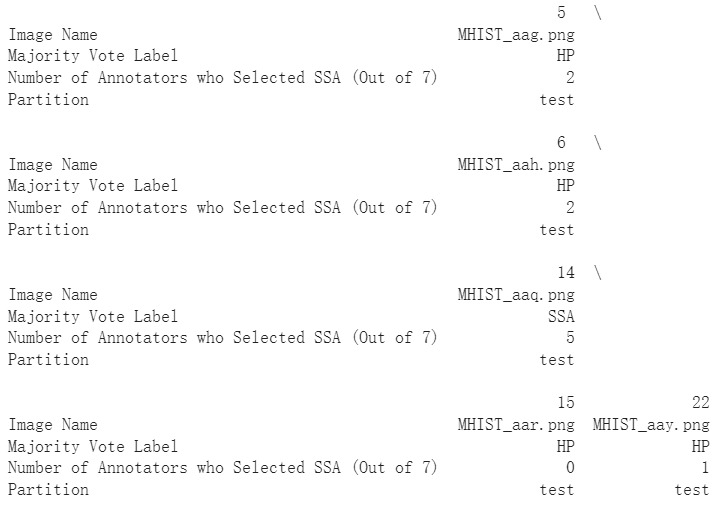 5 \
Image Name MHIST_aag.png
Majority Vote Label HP
Number of Annotators who Selected SSA (Out of 7) 2
Partition test
6 \
Image Name MHIST_aah.png
Majority Vote Label HP
Number of Annotators who Selected SSA (Out of 7) 2
Partition test
14 \
Image Name MHIST_aaq.png
Majority Vote Label SSA
Number of Annotators who Selected SSA (Out of 7) 5
Partition test
15 22
Image Name MHIST_aar.png MHIST_aay.png
Majority Vote Label HP HP
Number of Annotators who Selected SSA (Out of 7) 0 1
Partition test test